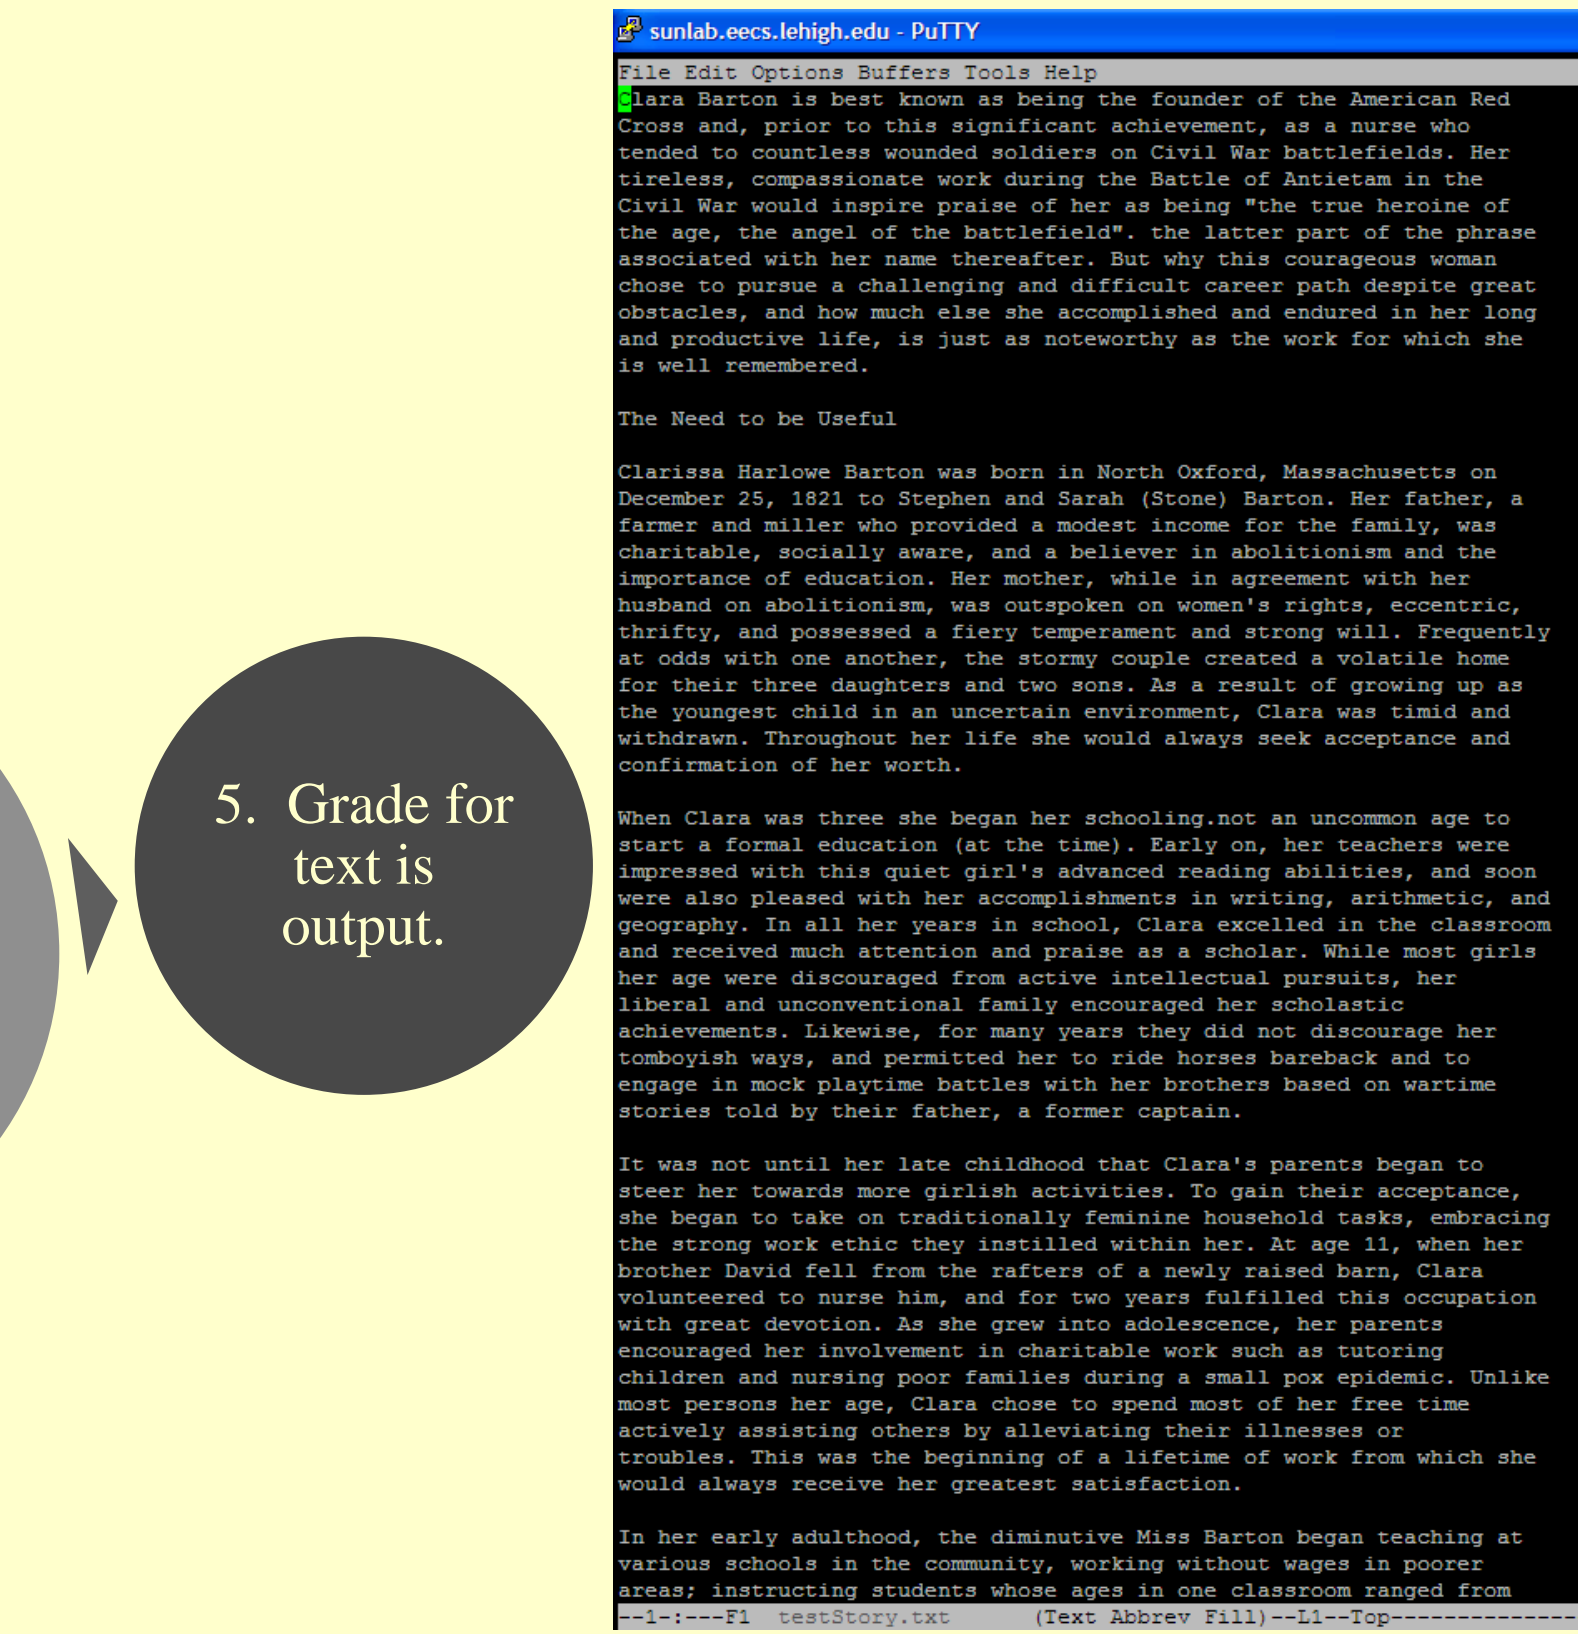 5. Grade for
text is
output.
sunlab.eecs.lehigh.edu - PuTTY
File Edit Options Buffers Tools Help
Clara Barton is best known as being the founder of the American Red
Cross and, prior to this significant achievement, as a nurse who
tended to countless wounded soldiers on Civil War battlefields. Her
tireless, compassionate work during the Battle of Antietam in the
Civil War would inspire praise of her as being "the true heroine of
the age, the angel of the battlefield". the latter part of the phrase
associated with her name thereafter. But why this courageous woman
chose to pursue a challenging and difficult career path despite great
obstacles, and how much else she accomplished and endured in her long
and productive life, is just as noteworthy as the work for which she
is well remembered.
The Need to be Useful
Clarissa Harlowe Barton was born in North Oxford, Massachusetts on
December 25, 1821 to Stephen and Sarah (Stone) Barton. Her father, a
farmer and miller who provided a modest income for the family, was
charitable, socially aware, and a believer in abolitionism and the
importance of education. Her mother, while in agreement with her
husband on abolitionism, was outspoken on women's rights, eccentric,
thrifty, and possessed a fiery temperament and strong will. Frequently
at odds with one another, the stormy couple created a volatile home
for their three daughters and two sons. As a result of growing up as
the youngest child in an uncertain environment, Clara was timid and
withdrawn. Throughout her life she would always seek acceptance and
confirmation of her worth.
When Clara was three she began her schooling.not an uncommon age to
start a formal education (at the time). Early on, her teachers were
impressed with this quiet girl's advanced reading abilities, and soon
were also pleased with her accomplishments in writing, arithmetic, and
geography. In all her years in school, Clara excelled in the classroom
and received much attention and praise as a scholar. While most girls
her age were discouraged from active intellectual pursuits, her
liberal and unconventional family encouraged her scholastic
achievements. Likewise, for many years they did not discourage her
tomboyish ways, and permitted her to ride horses bareback and to
engage in mock playtime battles with her brothers based on wartime
stories told by their father, a former captain.
It was not until her late childhood that Clara's parents began to
steer her towards more girlish activities. To gain their acceptance,
she began to take on traditionally feminine household tasks, embracing
the strong work ethic they instilled within her. At age 11, when her
brother David fell from the rafters of a newly raised barn, Clara
volunteered to nurse him, and for two years fulfilled this occupation
with great devotion. As she grew into adolescence, her parents
encouraged her involvement in charitable work such as tutoring
children and nursing poor families during a small pox epidemic. Unlike
most persons her age, Clara chose to spend most of her free time
actively assisting others by alleviating their illnesses or
troubles. This was the beginning of a lifetime of work from which she
would always receive her greatest satisfaction.
In her early adulthood, the diminutive Miss Barton began teaching at
various schools in the community, working without wages in poorer
areas; instructing students whose ages in one classroom ranged from
--1-:---F1 testStory.txt (Text Abbrev Fill)--L1--Top--------------